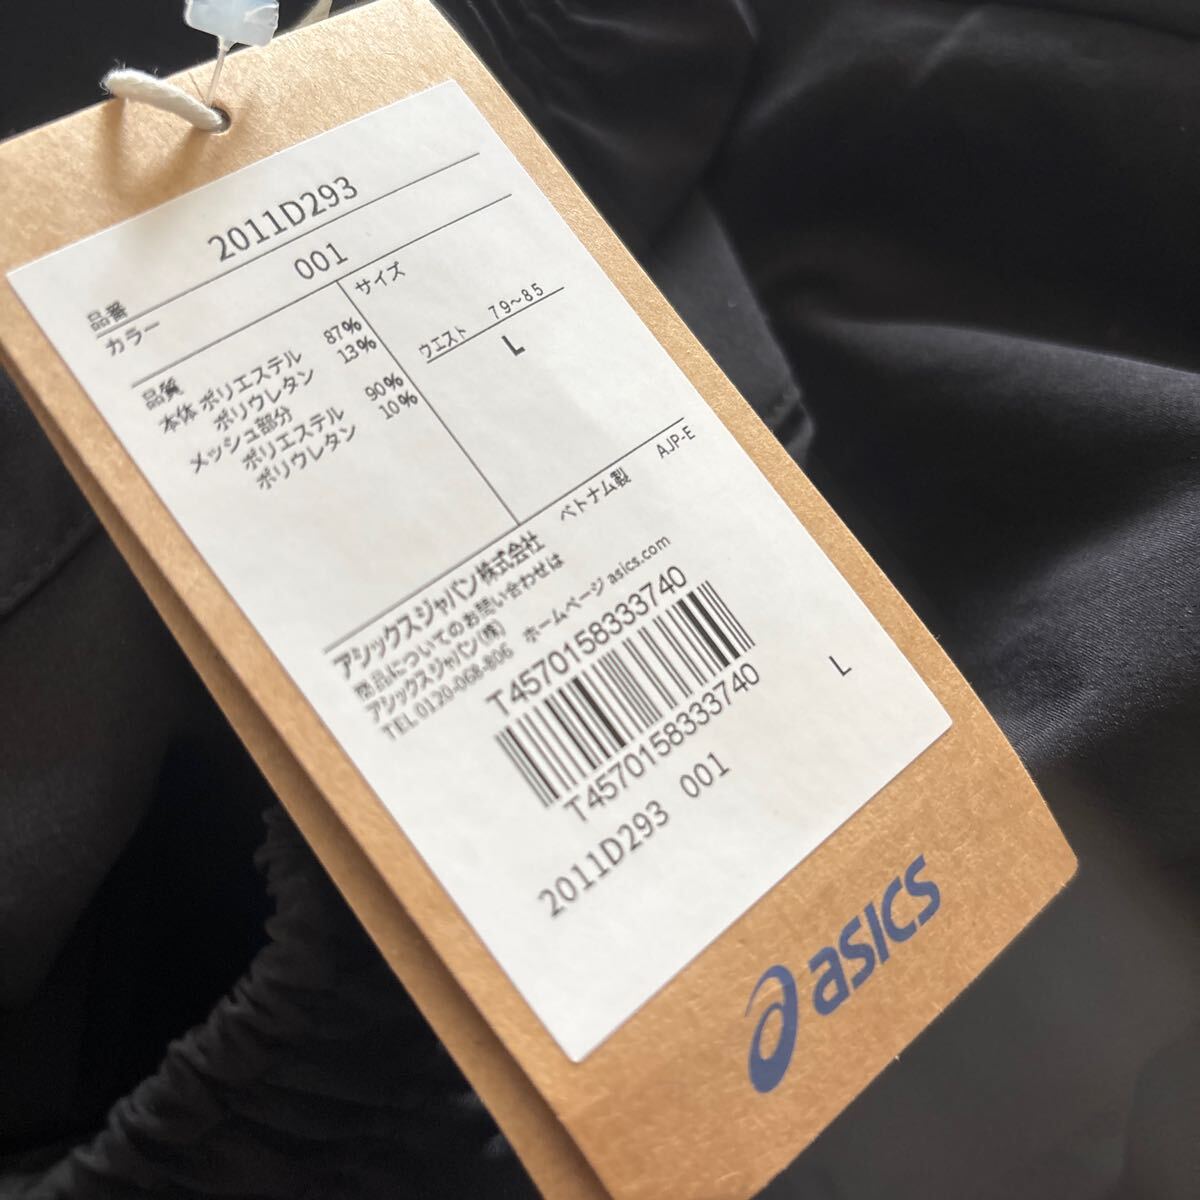 品番
2011D293
カラー
001
品質
本体 ポリエステル 87%
ポリウレタン 13%
メッシュ部分
ポリエステル 90%
ポリウレタン 10%
サイズ
ウエスト 79~85
L
アシックスジャパン株式会社
ベトナム製 AJP-E
商品についてのお問い合わせは
アシックスジャパン(株)
TEL 0120-068-806 ホームページ asics.com
T4570158333740
T4570158333740
2011D293 001
L
asics